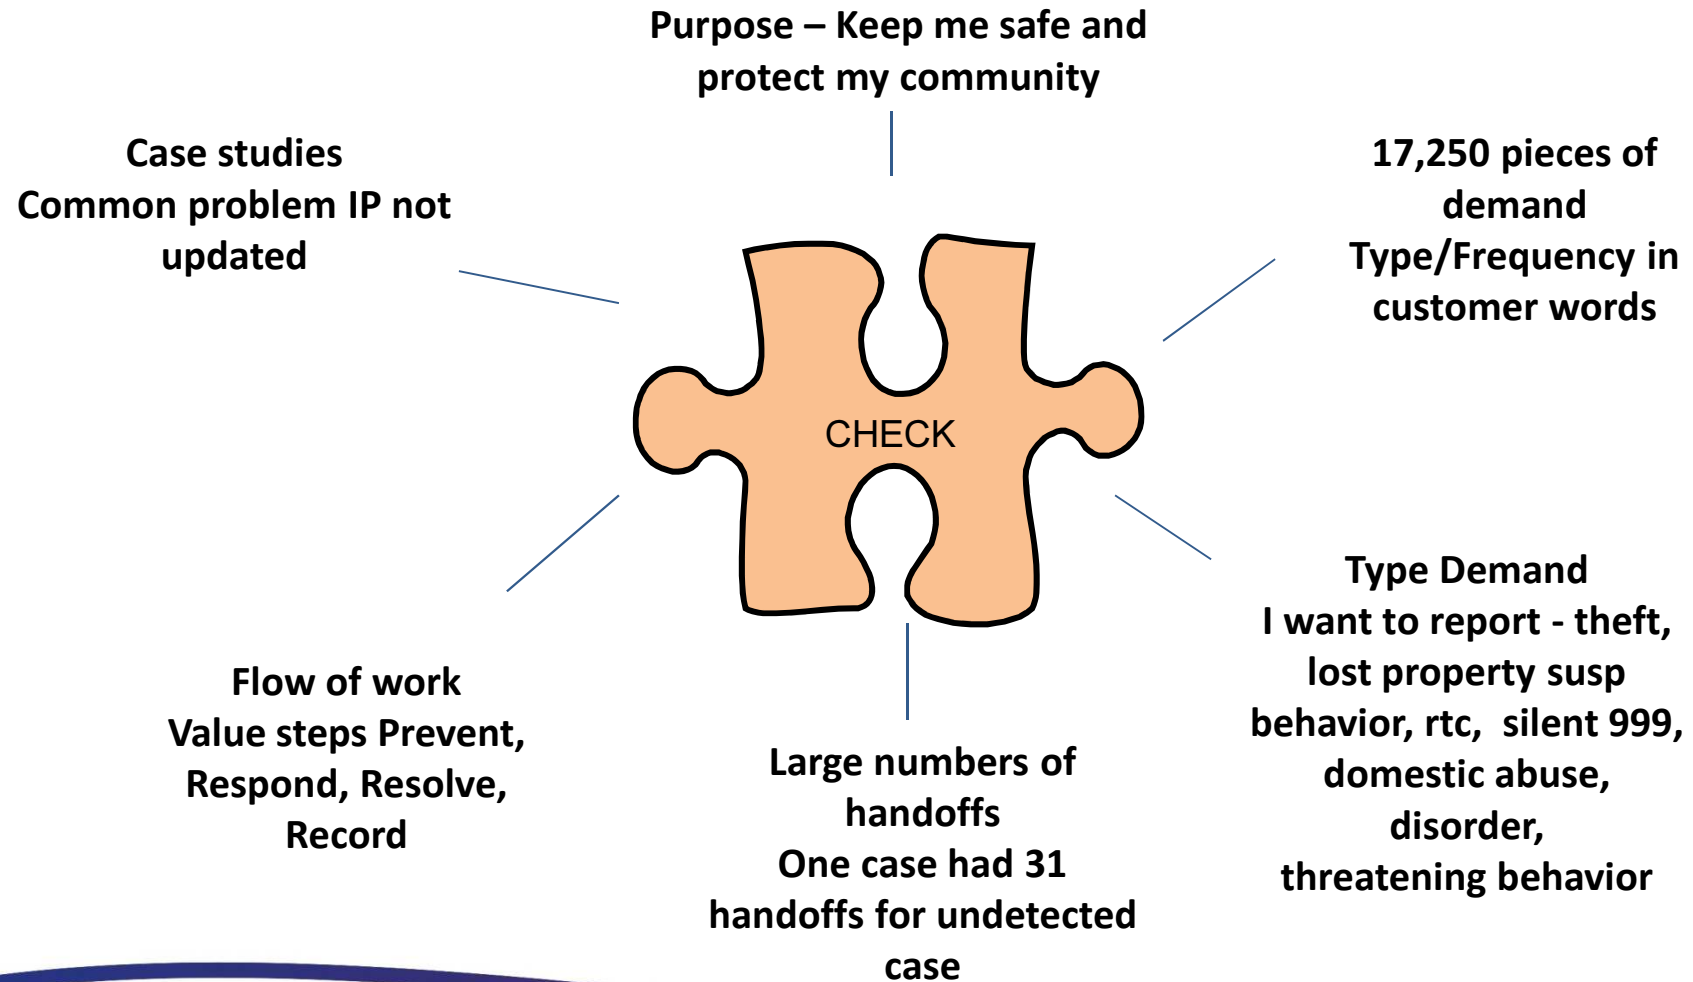 Purpose – Keep me safe and
protect my community
Case studies
Common problem IP not
updated
17,250 pieces of
demand
Type/Frequency in
customer words
CHECK
Type Demand
I want to report - theft,
lost property susp
behavior, rtc, silent 999,
domestic abuse,
disorder,
threatening behavior
Flow of work
Value steps Prevent,
Respond, Resolve,
Record
Large numbers of
handoffs
One case had 31
handoffs for undetected
case